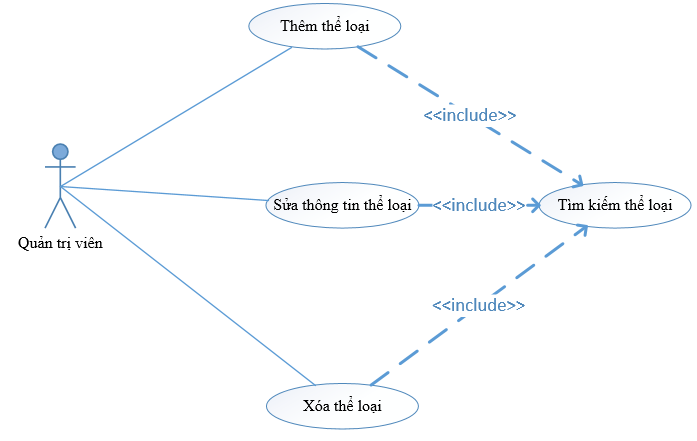 Thêm thể loại
<<include>>
Quản trị viên
Sửa thông tin thể loại
<<include>>
Tìm kiếm thể loại
<<include>>
Xóa thể loại